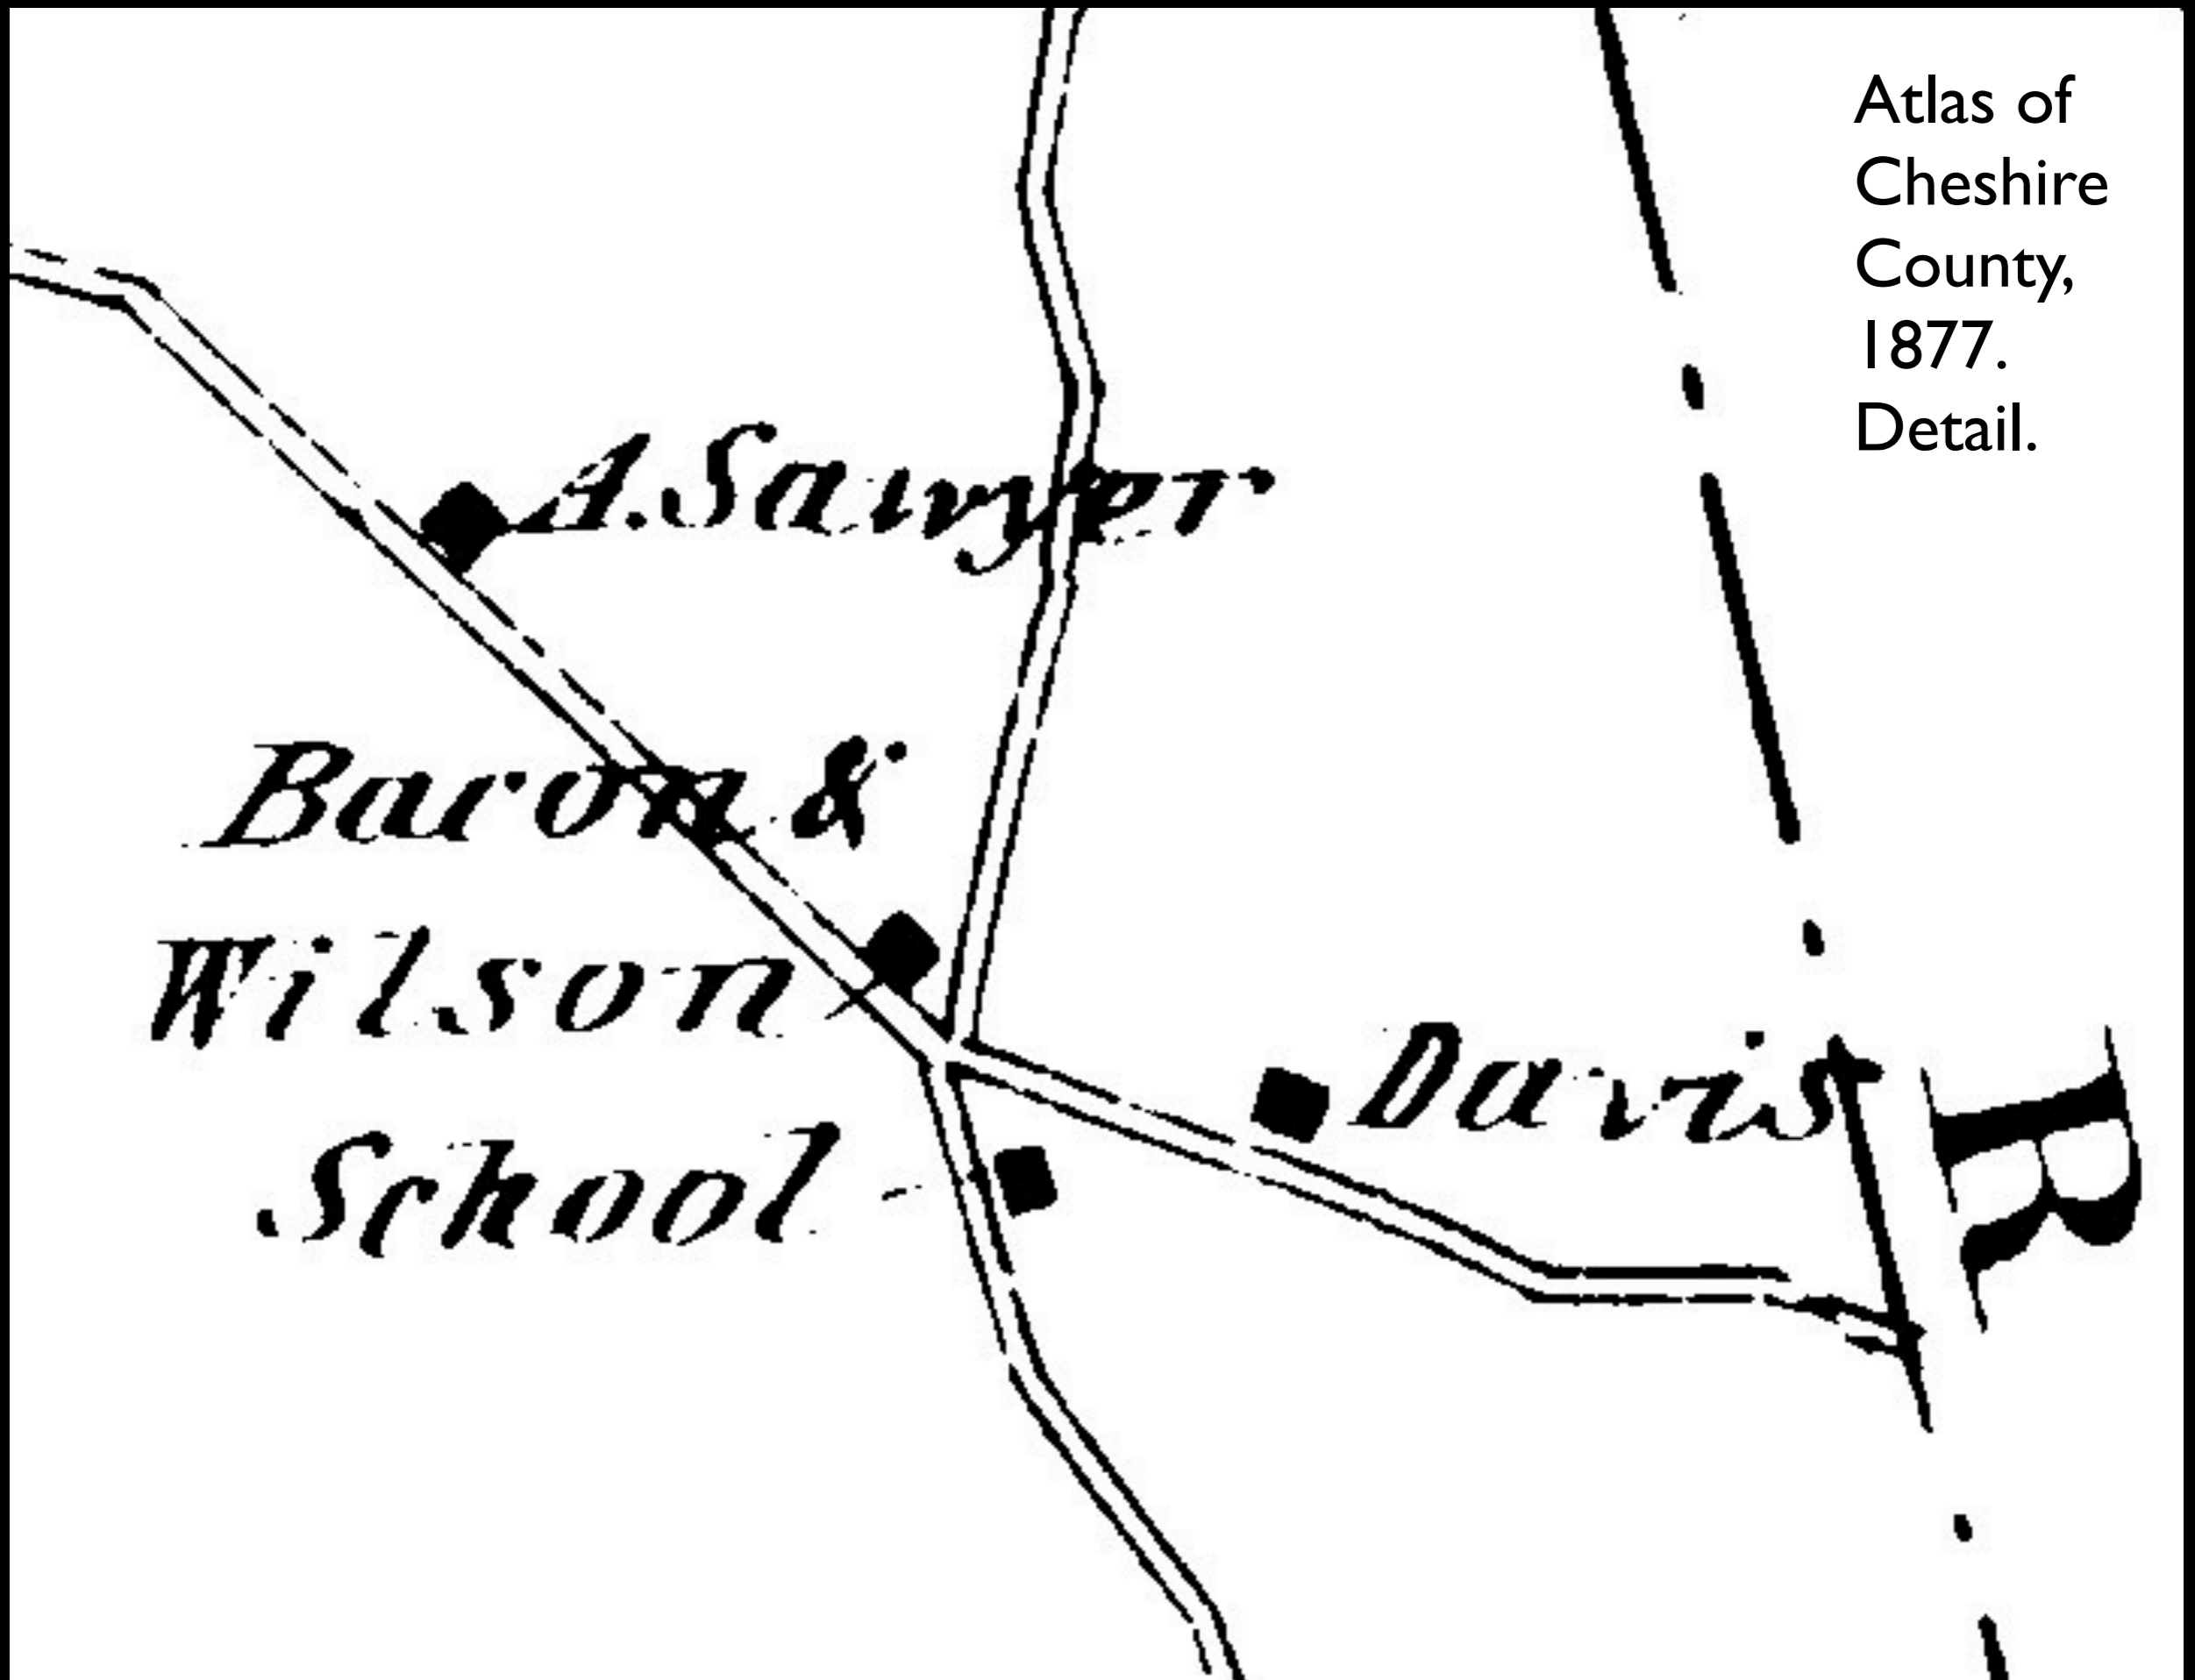 Atlas of
Cheshire
County,
1877.
Detail.
A. Sawyer
Baron &
Wilson
School
Davis
B